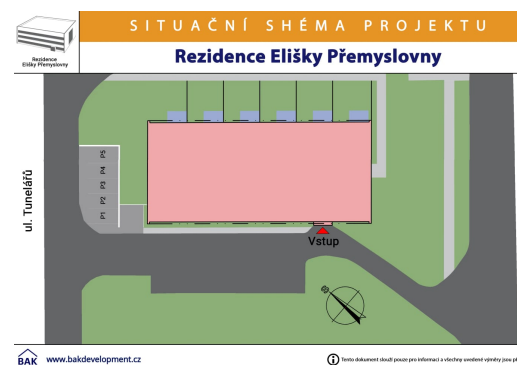 SITUAČNÍ SHÉMA PROJEKTU
Rezidence
Elišky Přemyslovny
Rezidence Elišky Přemyslovny
P5
P4
P3
P2
P1
ul. Tunelářů
Vstup
S
BAK
www.bakdevelopment.cz
Tento dokument slouží pouze pro informaci a všechny uvedené výměry jsou